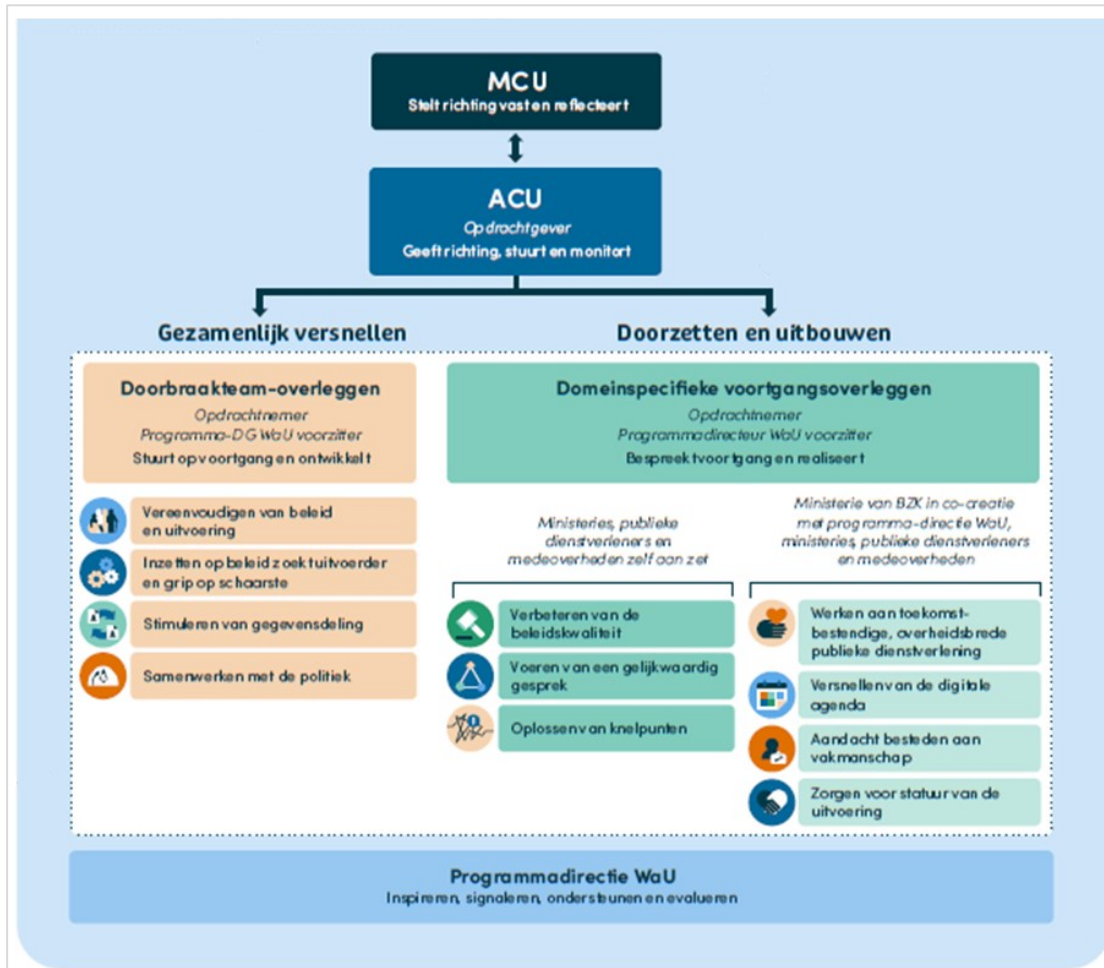 MCU
Stelt richting vast en reflecteert
ACU
Opdrachtgever
Geeft richting, stuurt en monitort
Gezamenlijk versnellen
Doorbraakteam-overleggen
Opdrachtnemer
Programma-DG WaU voorzitter
Stuurt op voortgang en ontwikkelt
Vereenvoudigen van beleid
en uitvoering
Inzetten op beleid zoekt uitvoerder
en grip op schaarste
Stimuleren van gegevensdeling
Samenwerken met de politiek
Doorzetten en uitbouwen
Domeinspecifieke voortgangsoverleggen
Opdrachtnemer
Programmadirecteur WaU voorzitter
Bespreekt voortgang en realiseert
Ministeries, publieke
dienstverleners en
medeoverheden zelf aan zet
Verbeteren van de
beleidskwaliteit
Voeren van een gelijkwaardig
gesprek
Oplossen van knelpunten
Ministerie van BZK in co-creatie
met programma-directie WaU,
ministeries, publieke dienstverleners
en medeoverheden
Werken aan toekomst-
bestendige, overheidsbrede
publieke dienstverlening
Versnellen van de digitale
agenda
Aandacht besteden aan
vakmanschap
Zorgen voor statuur van de
uitvoering
Programmadirectie WaU
Inspireren, signaleren, ondersteunen en evalueren